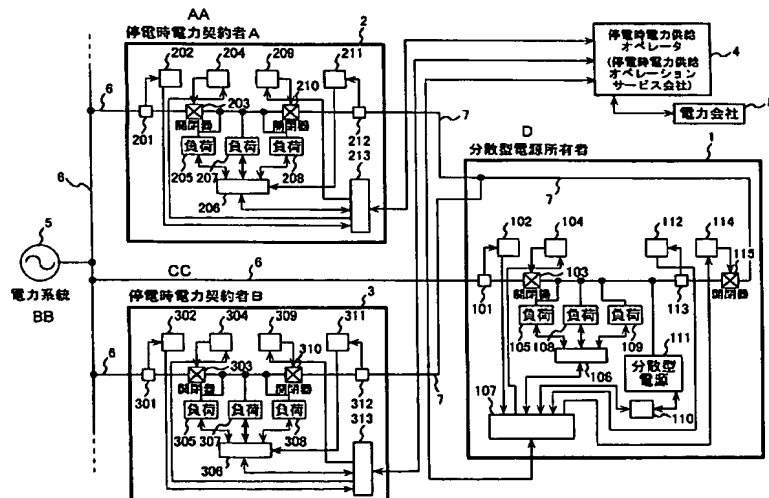 AA
停電時電力契約者A
2
202
204
209
211
6
210
203
開閉器
開閉器
201
212
負荷
負荷
負荷
213
205
207
208
206
7
停電時電力供給
オペレータ
(停電時電力供給
オペレーション
サービス会社)
4
電力会社
D
分散型電源所有者
1
7
6
5
電力系統
BB
CC
6
102
104
112
114
115
103
開閉器
開閉器
101
113
負荷
負荷
負荷
111
105
108
109
分散型
電源
106
107
110
停電時電力契約者B
3
302
304
309
311
6
310
303
開閉器
開閉器
301
312
負荷
負荷
負荷
313
7
305
307
308
306